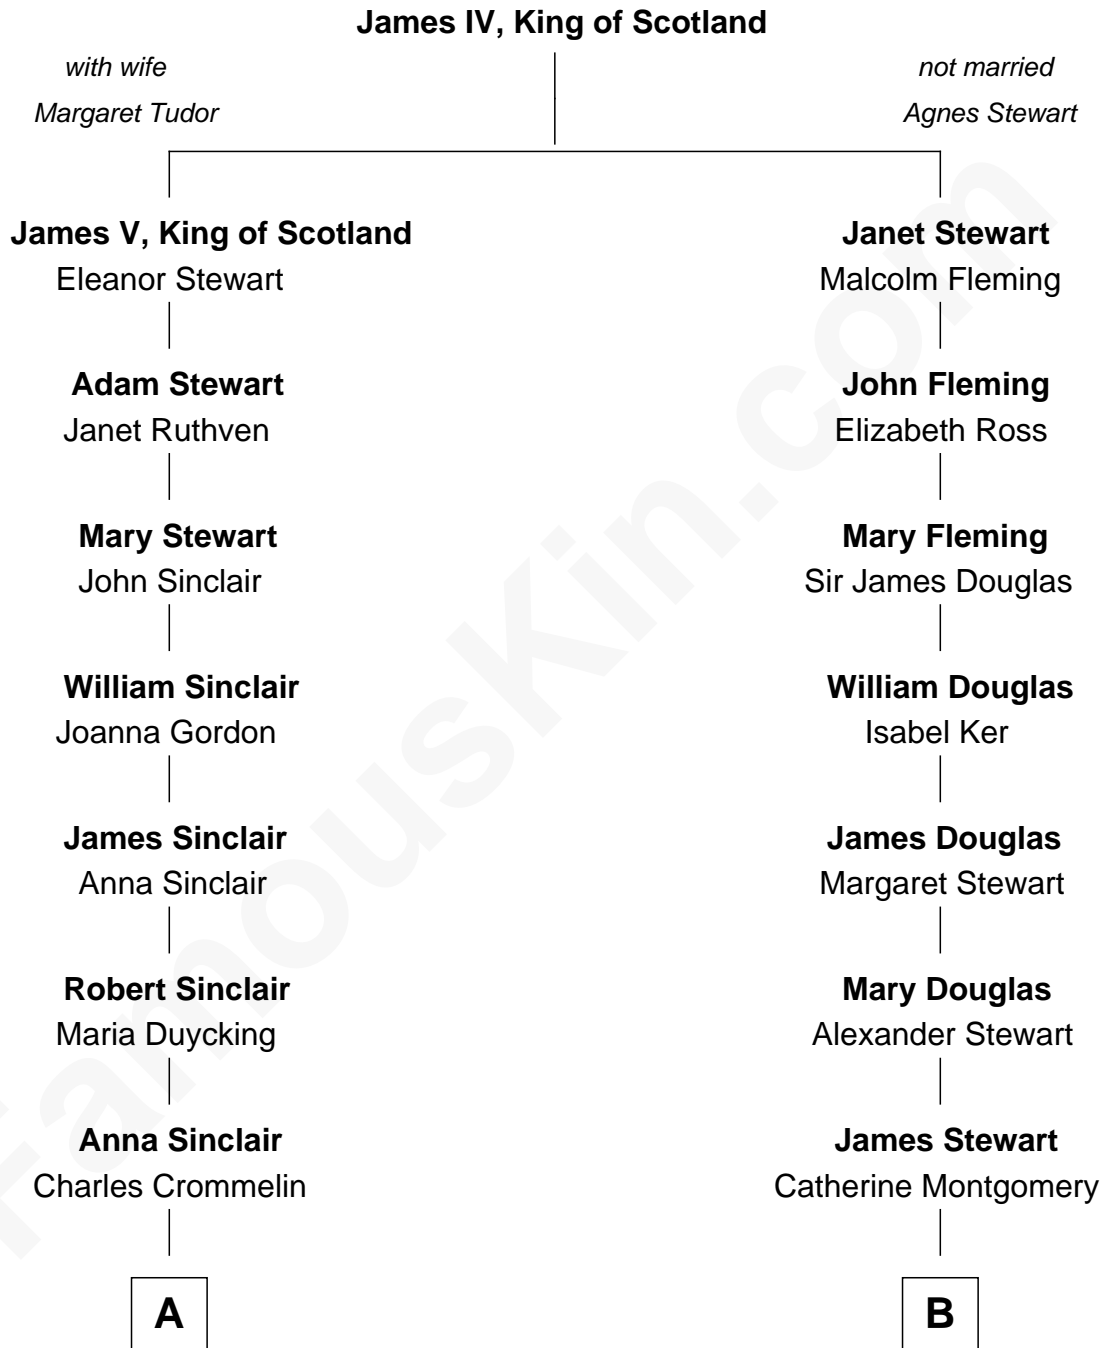 James IV, King of Scotland
with wife
Margaret Tudor
not married
Agnes Stewart
James V, King of Scotland
Eleanor Stewart
Janet Stewart
Malcolm Fleming
Adam Stewart
Janet Ruthven
John Fleming
Elizabeth Ross
Mary Stewart
John Sinclair
Mary Fleming
Sir James Douglas
William Sinclair
Joanna Gordon
William Douglas
Isabel Ker
James Sinclair
Anna Sinclair
James Douglas
Margaret Stewart
Robert Sinclair
Maria Duycking
Mary Douglas
Alexander Stewart
Anna Sinclair
Charles Crommelin
James Stewart
Catherine Montgomery
A
B
FamousKin.com